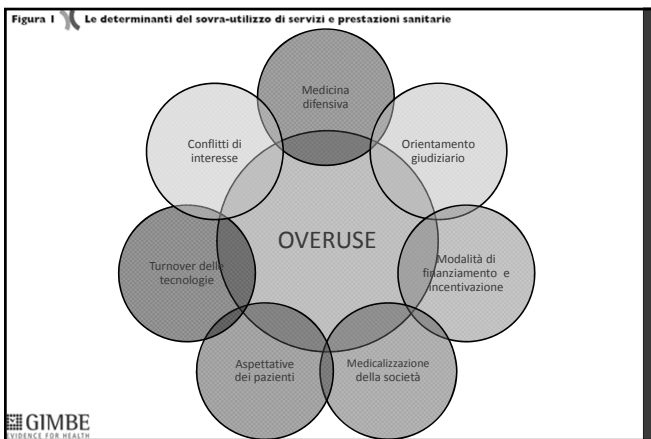 Figura 1 Le determinanti del sovra-utilizzo di servizi e prestazioni sanitarie
Medicina
difensiva
Conflitti di
interesse
Orientamento
giudiziario
OVERUSE
Turnover delle
tecnologie
Modalità di
finanziamento e
incentivazione
Aspettative
dei pazienti
Medicalizzazione
della società
GIMBE
EVIDENCE FOR HEALTH